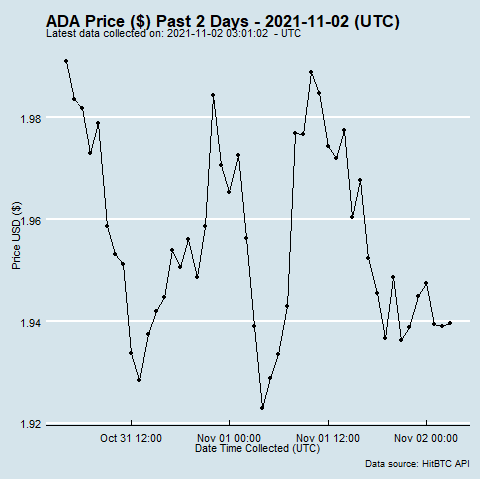 ADA Price ($) Past 2 Days - 2021-11-02 (UTC)
Latest data collected on: 2021-11-02 03:01:02 - UTC
1.98
1.96
1.94
1.92
Price USD ($)
Oct 31 12:00
Nov 01 00:00
Nov 01 12:00
Nov 02 00:00
Date Time Collected (UTC)
Data source: HitBTC API